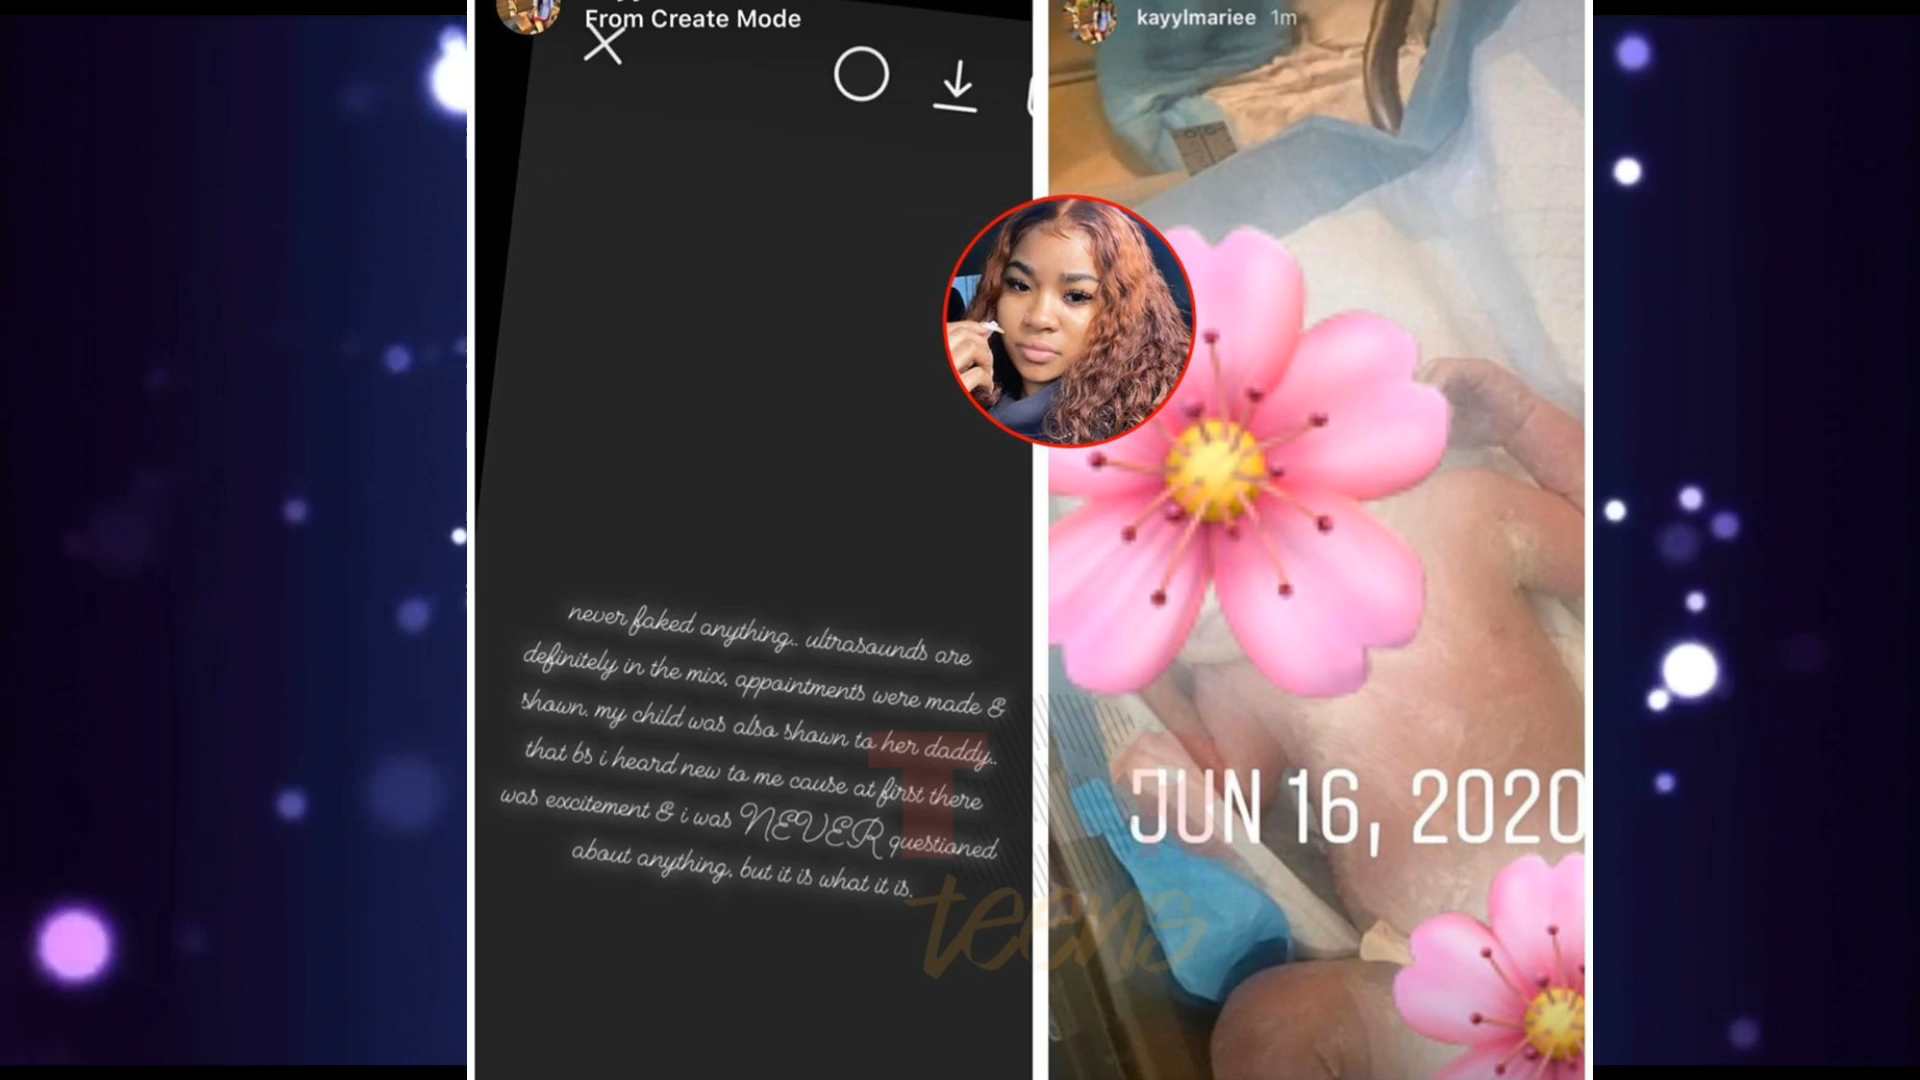 From Create Mode
never faked anything.. ultrasounds are
definitely in the mix, appointments were made &
shown. my child was also shown to her daddy..
that bs i heard new to me cause at first there
was excitement & i was NEVER questioned
about anything, but it is what it is.
kayylmariee 1m
JUN 16, 2020
T
teens